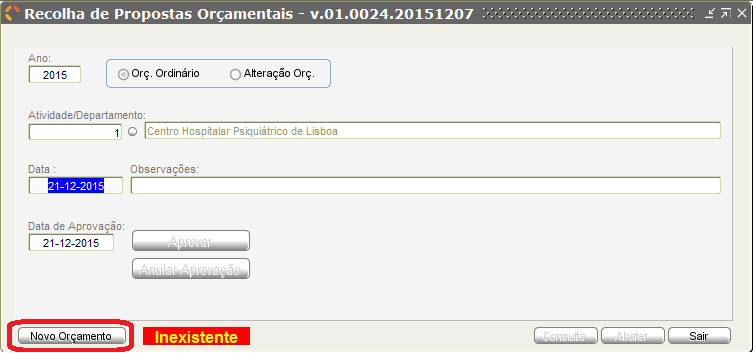 Recolha de Propostas Orçamentais - v.01.0024.20151207
Ano:
2015
Orç. Ordinário Alteração Orç.
Atividade/Departamento:
1 Centro Hospitalar Psiquiátrico de Lisboa
Data : Observações:
21-12-2015
Data de Aprovação:
21-12-2015 Aprovar
Anular Aprovação
Novo Orçamento Inexistente Consulta Abater Sair